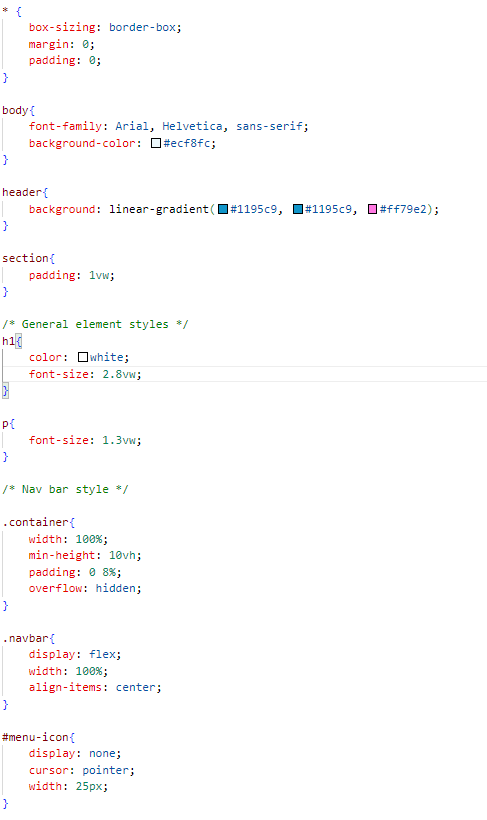 * {
    box-sizing: border-box;
    margin: 0;
    padding: 0;
}

body{
    font-family: Arial, Helvetica, sans-serif;
    background-color: #ecf8fc;
}

header{
    background: linear-gradient(#1195c9, #1195c9, #ff79e2);
}

section{
    padding: 1vw;
}

/* General element styles */
h1{
    color: white;
    font-size: 2.8vw;
}

p{
    font-size: 1.3vw;
}

/* Nav bar style */

.container{
    width: 100%;
    min-height: 10vh;
    padding: 0 8%;
    overflow: hidden;
}

.navbar{
    display: flex;
    width: 100%;
    align-items: center;
}

#menu-icon{
    display: none;
    cursor: pointer;
    width: 25px;
}